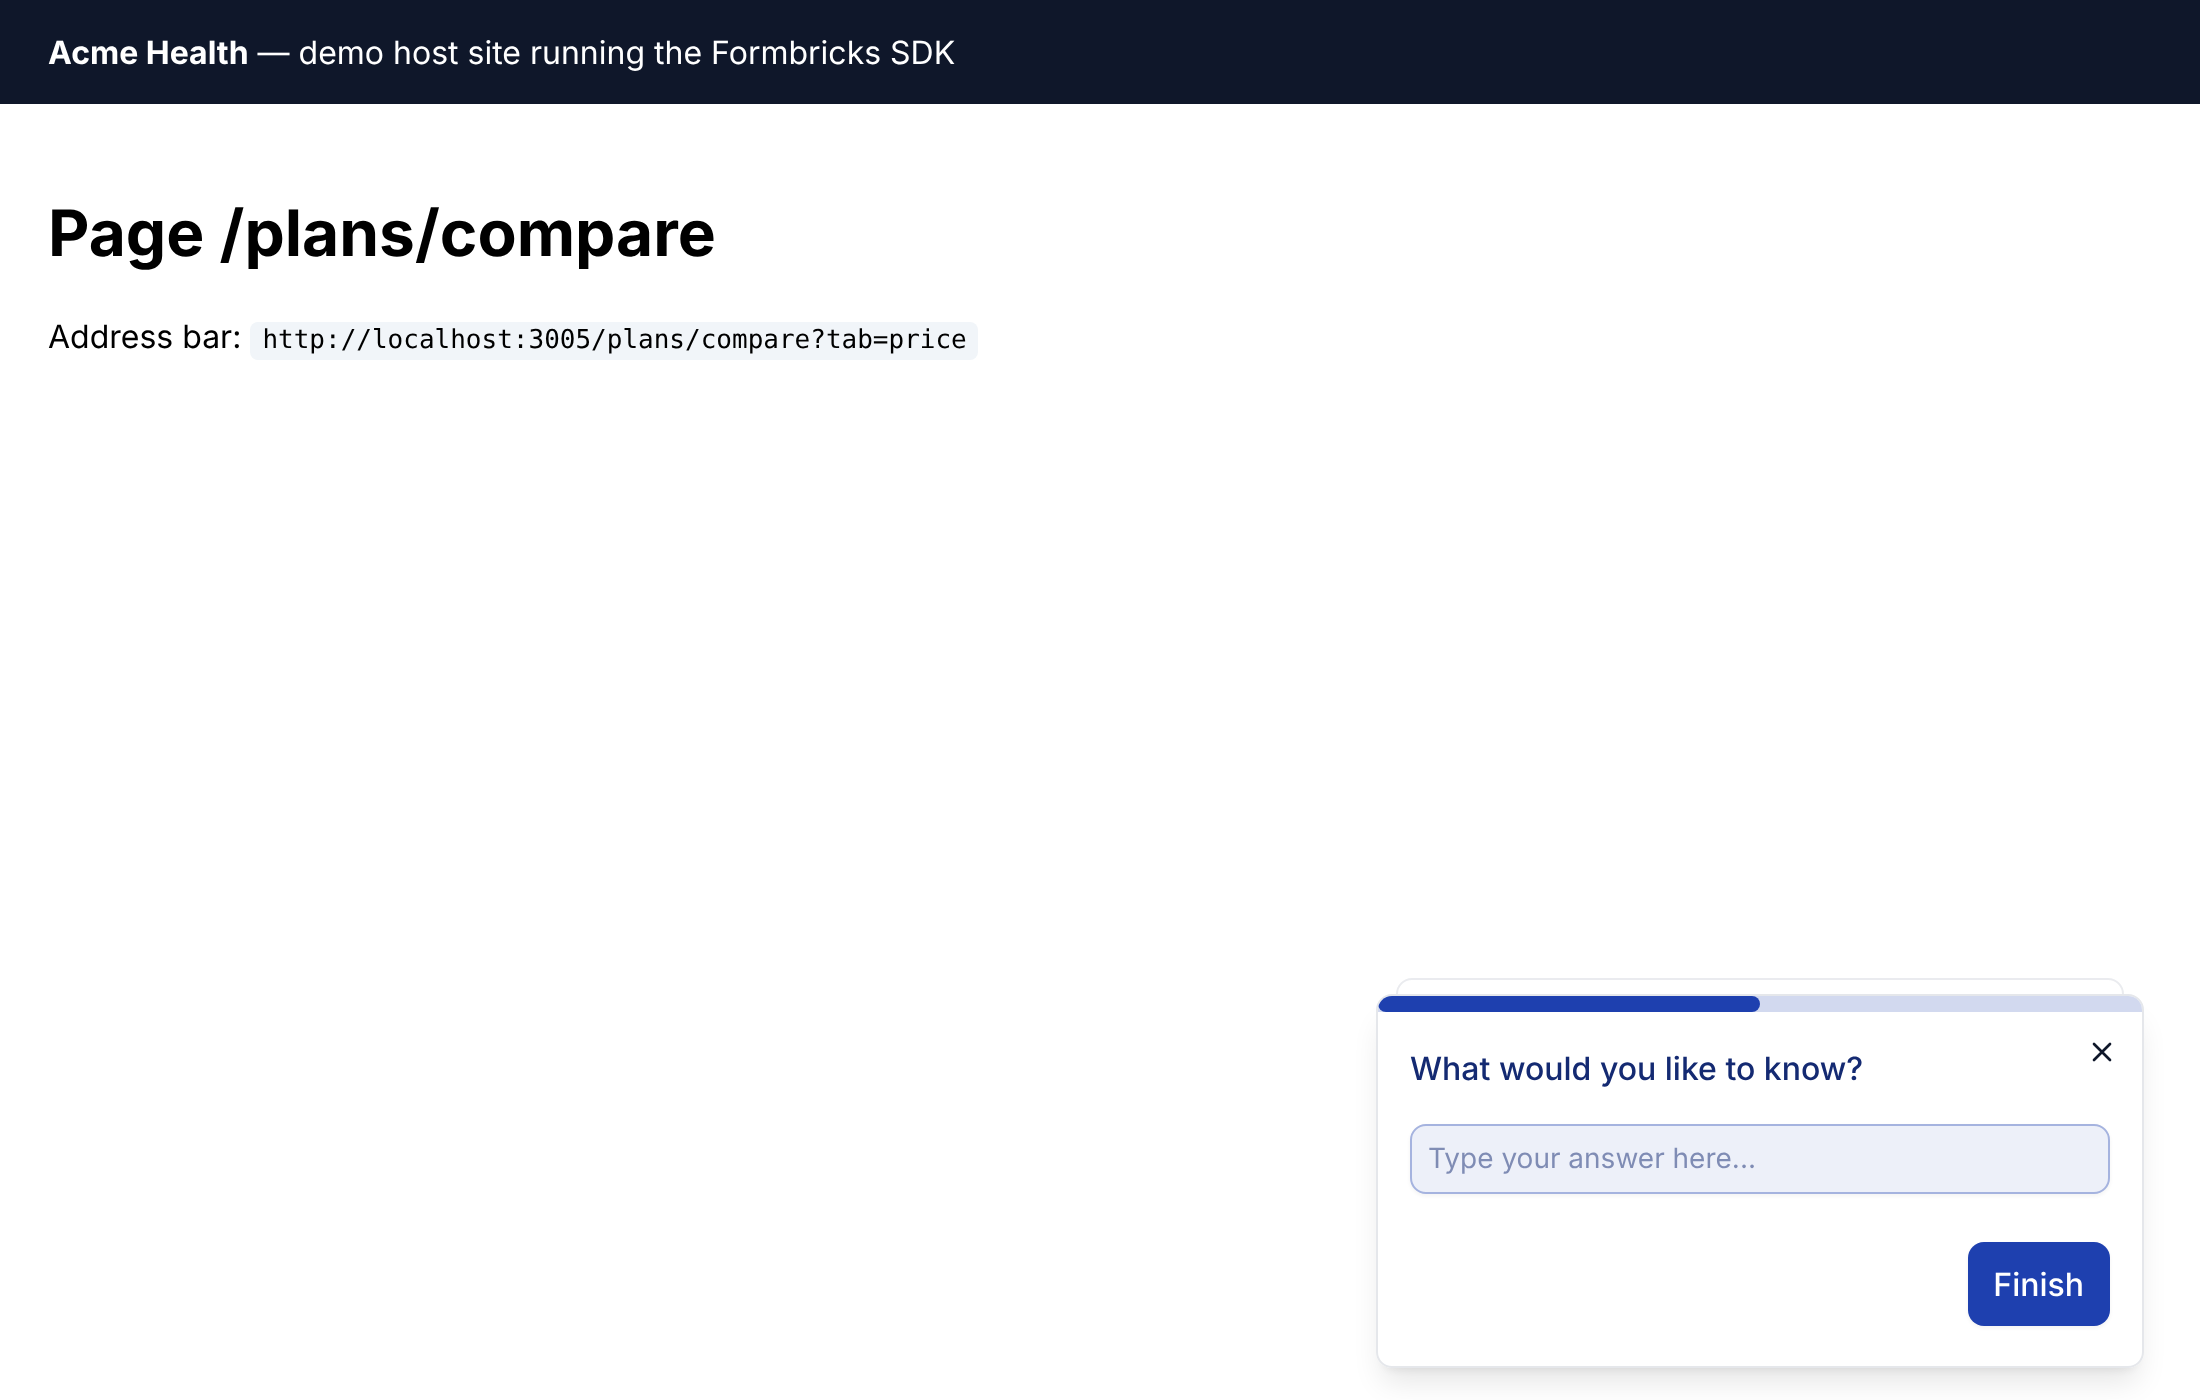 Acme Health — demo host site running the Formbricks SDK
Page /plans/compare
Address bar: http://localhost:3005/plans/compare?tab=price
What would you like to know?
Type your answer here...
Finish